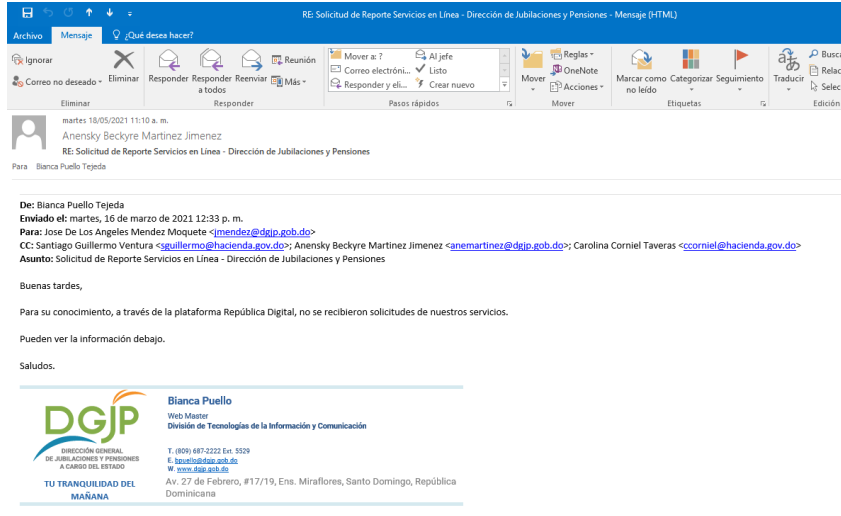 RE: Solicitud de Reporte Servicios en Línea - Dirección de Jubilaciones y Pensiones - Mensaje (HTML)
Archivo Mensaje ¿Qué desea hacer?
Ignorar
Correo no deseado
Eliminar
Responder Responder a todos Reenviar
Reunión
Más
Mover a: ? Al jefe
Correo electróni... Listo
Responder y eli... Crear nuevo
Mover
Reglas
OneNote
Acciones
Marcar como no leído Categorizar Seguimiento
Traducir
Busca
Relac
Selec
Eliminar Responder Pasos rápidos Mover Etiquetas Edición
martes 18/05/2021 11:10 a. m.
Anensky Beckyre Martinez Jimenez
RE: Solicitud de Reporte Servicios en Línea - Dirección de Jubilaciones y Pensiones
Para Bianca Puello Tejeda
De: Bianca Puello Tejeda
Enviado el: martes, 16 de marzo de 2021 12:33 p. m.
Para: Jose De Los Angeles Mendez Moquete <jmendez@dgjp.gob.do>
CC: Santiago Guillermo Ventura <sguillermo@hacienda.gov.do>; Anensky Beckyre Martinez Jimenez <anemartinez@dgjp.gob.do>; Carolina Corniel Taveras <ccorniel@hacienda.gov.do>
Asunto: Solicitud de Reporte Servicios en Línea - Dirección de Jubilaciones y Pensiones
Buenas tardes,
Para su conocimiento, a través de la plataforma República Digital, no se recibieron solicitudes de nuestros servicios.
Pueden ver la información debajo.
Saludos.
DGJP
DIRECCIÓN GENERAL
DE JUBILACIONES Y PENSIONES
A CARGO DEL ESTADO
TU TRANQUILIDAD DEL
MAÑANA
Bianca Puello
Web Master
División de Tecnologías de la Información y Comunicación
T. (809) 687-2222 Ext. 5529
E. bpuello@dgjp.gob.do
W. www.dgjp.gob.do
Av. 27 de Febrero, #17/19, Ens. Miraflores, Santo Domingo, República
Dominicana